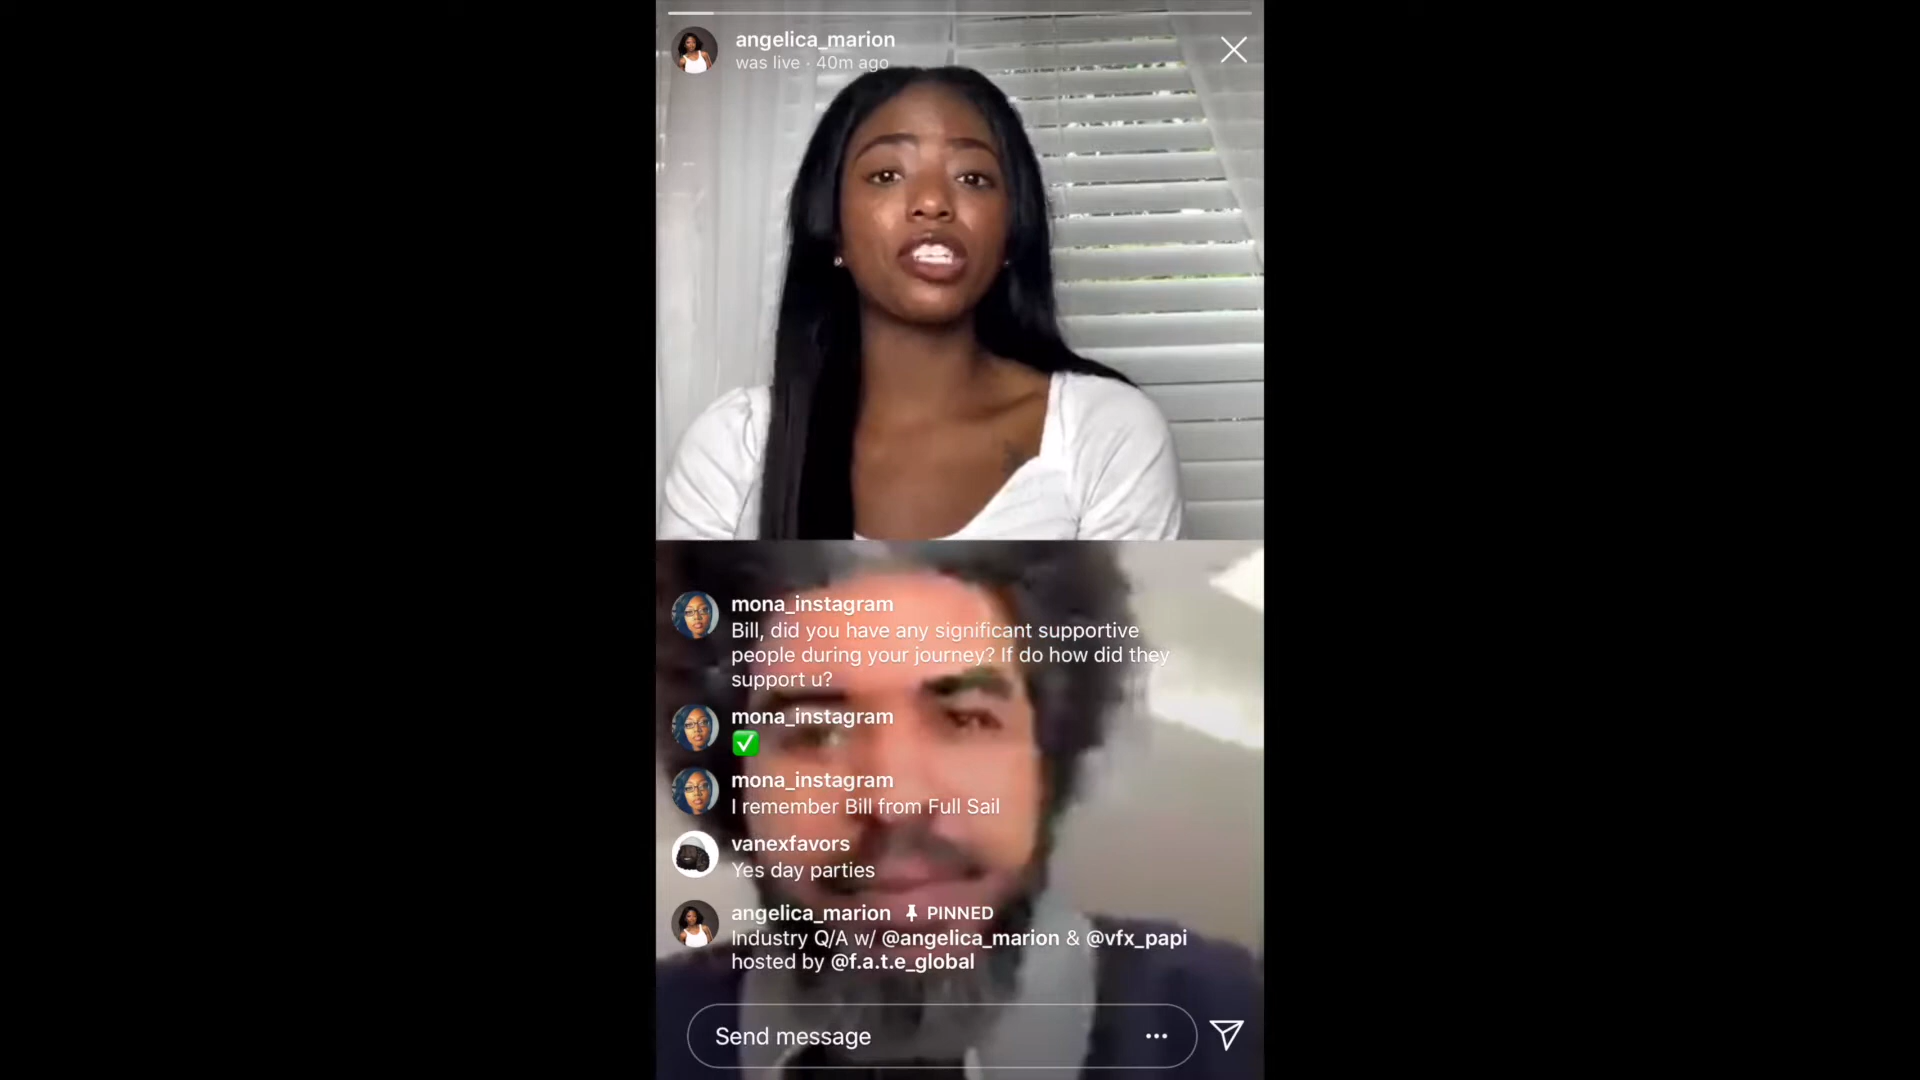 angelica_marion
was live · 40m ago
mona_instagram
Bill, did you have any significant supportive
people during your journey? If do how did they
support u?
mona_instagram
✅
mona_instagram
I remember Bill from Full Sail
vanexfavors
Yes day parties
angelica_marion PINNED
Industry Q/A w/ @angelica_marion & @vfx_papi
hosted by @f.a.t.e_global
Send message